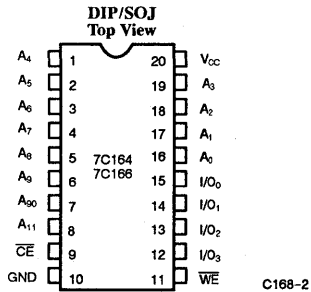 DIP/SOJ
Top View
A4 1 20 VCC
A5 2 19 A3
A6 3 18 A2
A7 4 17 A1
A8 5 7C164 16 A0
A9 6 7C166 15 I/O0
A90 7 14 I/O1
A11 8 13 I/O2
CE 9 12 I/O3
GND 10 11 WE
C168-2